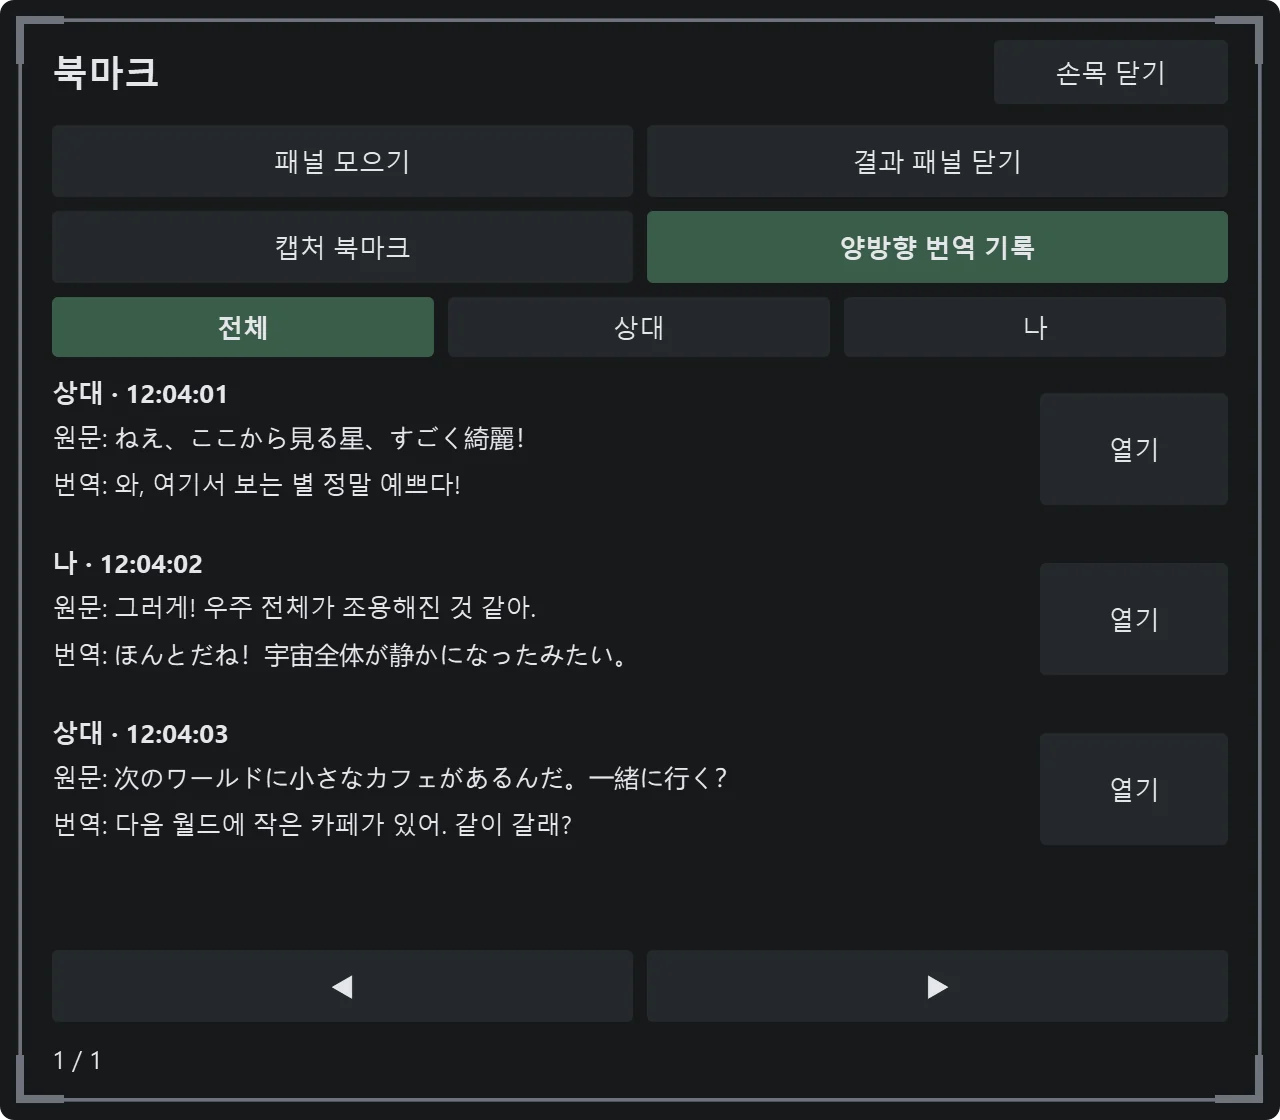 북마크
손목 닫기
패널 모으기
결과 패널 닫기
캡처 북마크
양방향 번역 기록
전체
상대
나
상대 · 12:04:01
원문: ねえ、ここから見る星、すごく綺麗！
번역: 와, 여기서 보는 별 정말 예쁘다!
열기
나 · 12:04:02
원문: 그러게! 우주 전체가 조용해진 것 같아.
번역: ほんとだね！宇宙全体が静かになったみたい。
열기
상대 · 12:04:03
원문: 次のワールドに小さなカフェがあるんだ。一緒に行く？
번역: 다음 월드에 작은 카페가 있어. 같이 갈래?
열기
◀
▶
1 / 1